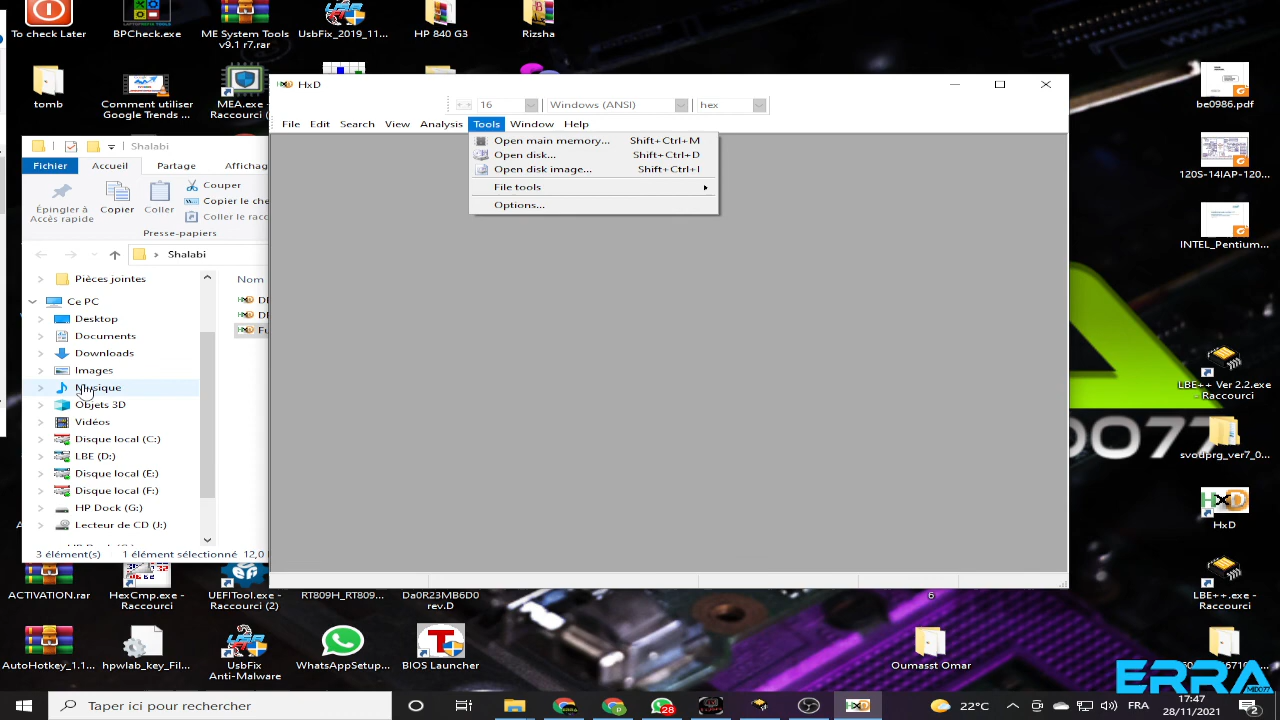 To check Later
BPCheck.exe
ME System Tools
v9.1 r7.rar
UsbFix_2019_11...
HP 840 G3
Rizsha
tomb
Comment utiliser
Google Trends ...
MEA.exe -
Raccourci (
be0986.pdf
120S-14IAP-120...
INTEL_Pentium...
LBE++ Ver 2.2.exe
- Raccourci
svodprg_ver7_0...
HxD
LBE++.exe -
Raccourci
HxD
16
Windows (ANSI)
hex
File
Edit
Search
View
Analysis
Tools
Window
Help
Open main memory... Shift+Ctrl+M
Open disk... Shift+Ctrl+D
Open disk image... Shift+Ctrl+I
File tools
Options...
Shalabi
Fichier
Accueil
Partage
Affichag
Épingler à
Accès rapide
Copier
Coller
Couper
Copier le che
Coller le racc
Presse-papiers
Shalabi
Pièces jointes
Ce PC
Desktop
Documents
Downloads
Images
Musique
Objets 3D
Vidéos
Disque local (C:)
LBE (D:)
Disque local (E:)
Disque local (F:)
HP Dock (G:)
Lecteur de CD (J:)
Nom
3 élément(s)
1 élément sélectionné
12,0
ACTIVATION.rar
HexCmp.exe -
Raccourci
UEFITool.exe -
Raccourci (2)
RT809H_RT809...
Da0R23MB6D0
rev.D
6
AutoHotkey_1.1...
hpwlab_key_Fil...
UsbFix
Anti-Malware
WhatsAppSetup...
BIOS Launcher
Oumasst Omar
ERRA
MID077
Taper ici pour rechercher
28
22°C
FRA
17:47
28/11/2021
2